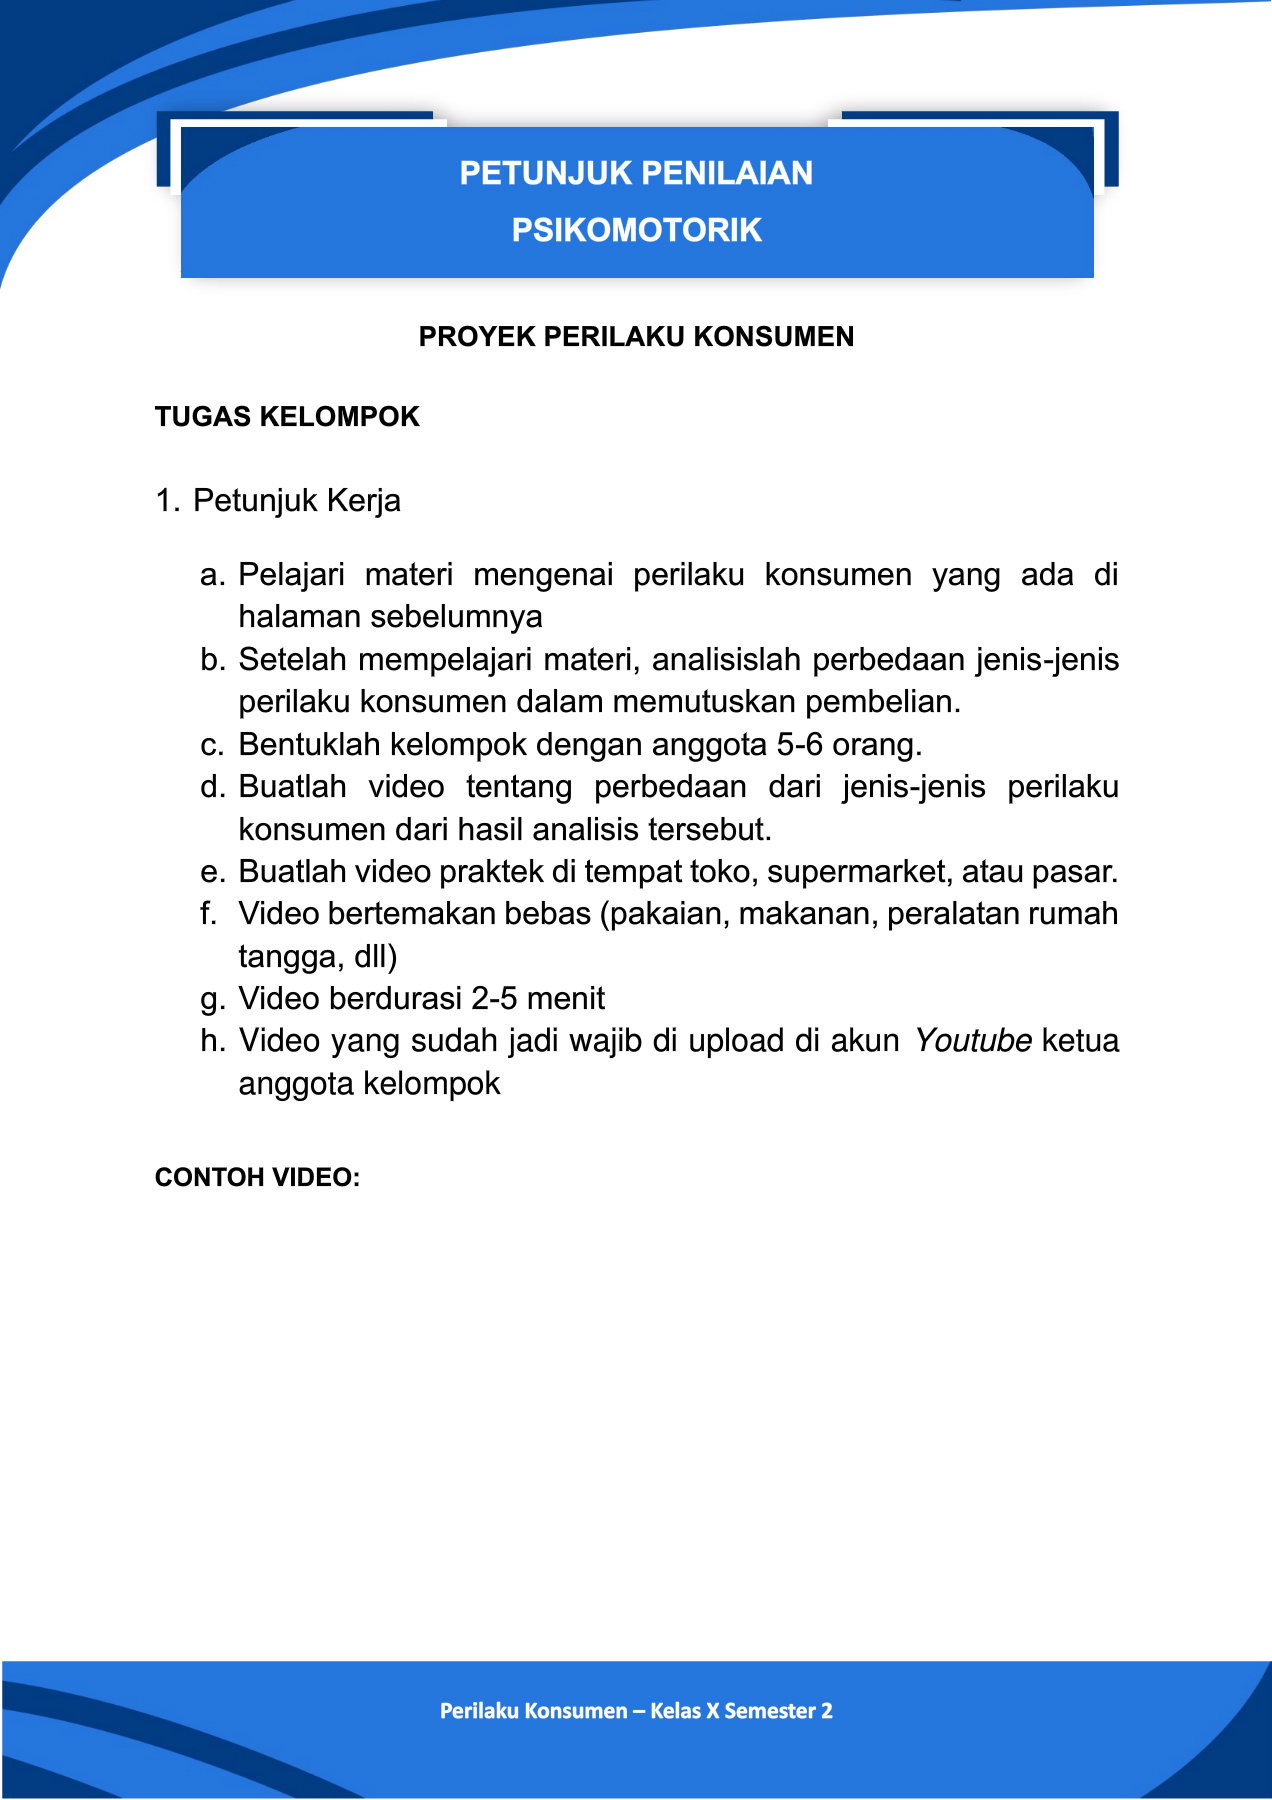 PETUNJUK PENILAIAN
PSIKOMOTORIK
PROYEK PERILAKU KONSUMEN
TUGAS KELOMPOK
1. Petunjuk Kerja
a. Pelajari materi mengenai perilaku konsumen yang ada di
halaman sebelumnya
b. Setelah mempelajari materi, analisislah perbedaan jenis-jenis
perilaku konsumen dalam memutuskan pembelian.
c. Bentuklah kelompok dengan anggota 5-6 orang.
d. Buatlah video tentang perbedaan dari jenis-jenis perilaku
konsumen dari hasil analisis tersebut.
e. Buatlah video praktek di tempat toko, supermarket, atau pasar.
f. Video bertemakan bebas (pakaian, makanan, peralatan rumah
tangga, dll)
g. Video berdurasi 2-5 menit
h. Video yang sudah jadi wajib di upload di akun Youtube ketua
anggota kelompok
CONTOH VIDEO:
Perilaku Konsumen – Kelas X Semester 2